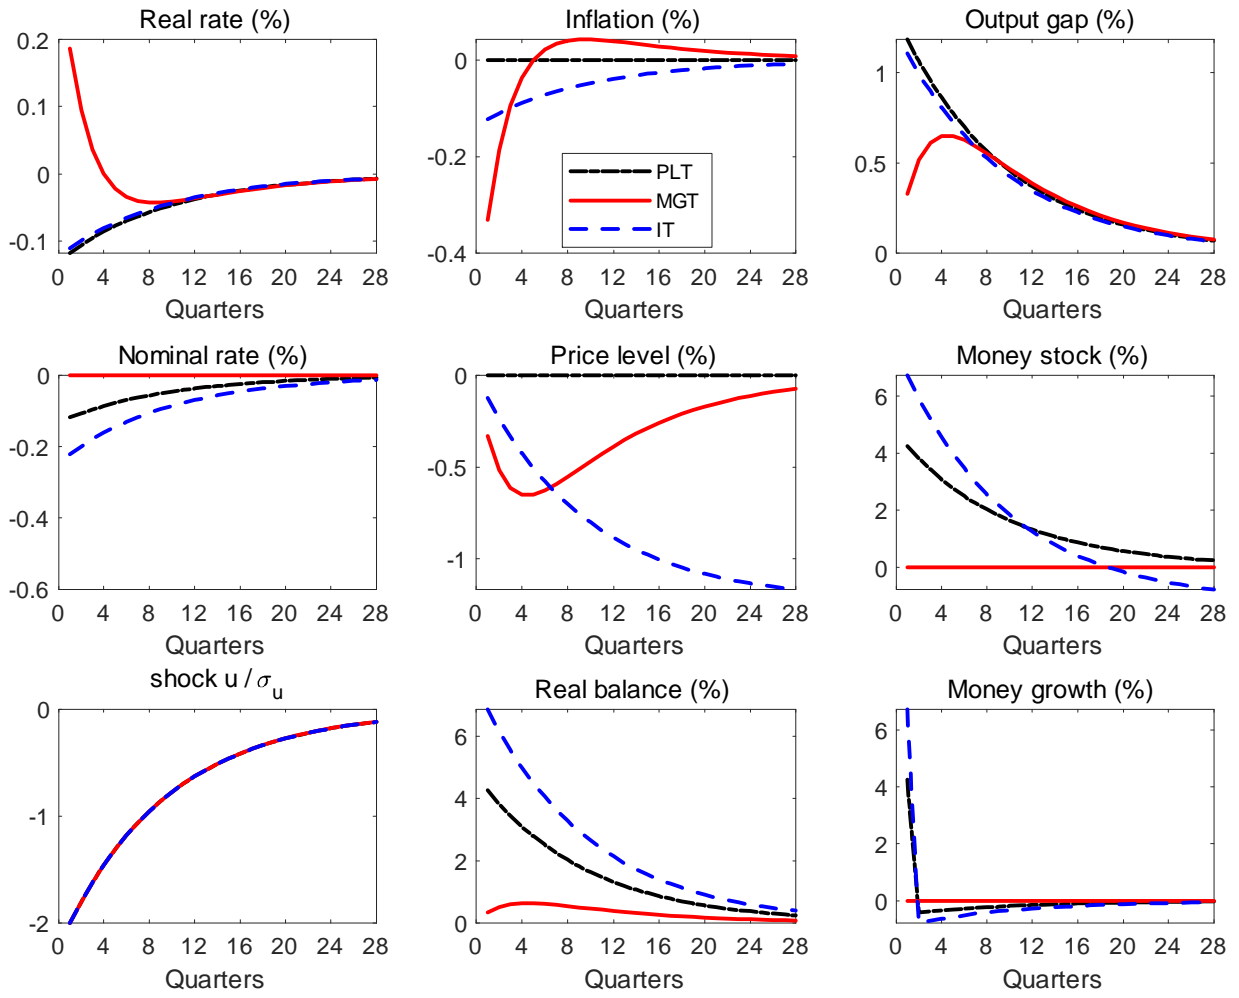 Real rate (%)
0.2
0.1
0
-0.1
0 4 8 12 16 20 24 28
Quarters
Inflation (%)
0
-0.2
-0.4
0 4 8 12 16 20 24 28
Quarters
PLT
MGT
IT
Output gap (%)
1
0.5
0
0 4 8 12 16 20 24 28
Quarters
Nominal rate (%)
0
-0.2
-0.4
-0.6
0 4 8 12 16 20 24 28
Quarters
Price level (%)
0
-0.5
-1
0 4 8 12 16 20 24 28
Quarters
Money stock (%)
6
4
2
0
0 4 8 12 16 20 24 28
Quarters
shock u / σu
0
-1
-2
0 4 8 12 16 20 24 28
Quarters
Real balance (%)
6
4
2
0
0 4 8 12 16 20 24 28
Quarters
Money growth (%)
6
4
2
0
0 4 8 12 16 20 24 28
Quarters